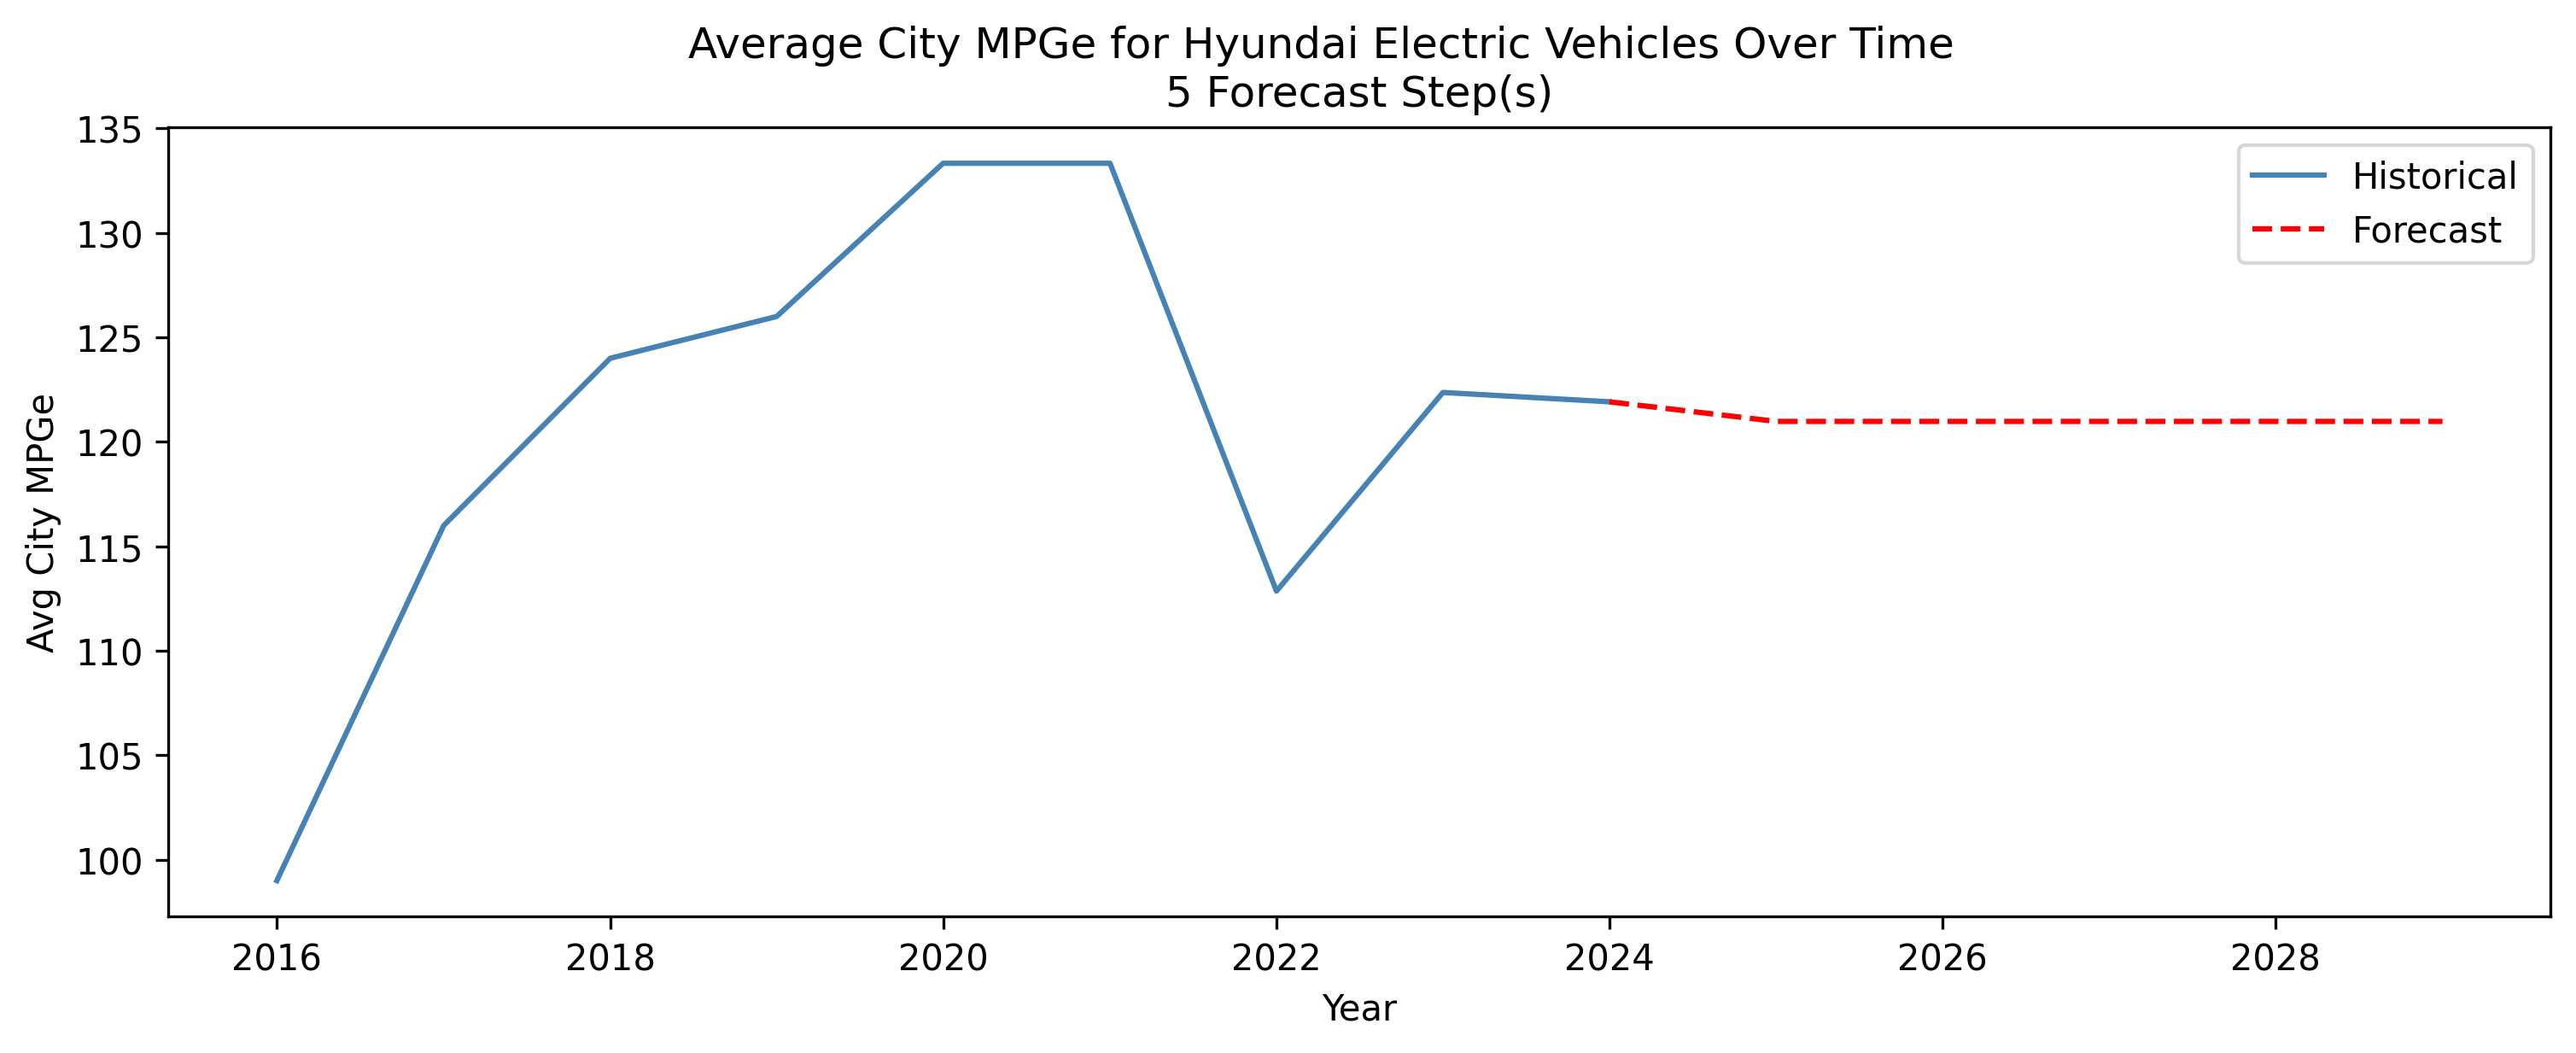 Average City MPGe for Hyundai Electric Vehicles Over Time
5 Forecast Step(s)
135
130
125
120
115
110
105
100
Avg City MPGe
Historical
Forecast
2016
2018
2020
2022
2024
2026
2028
Year